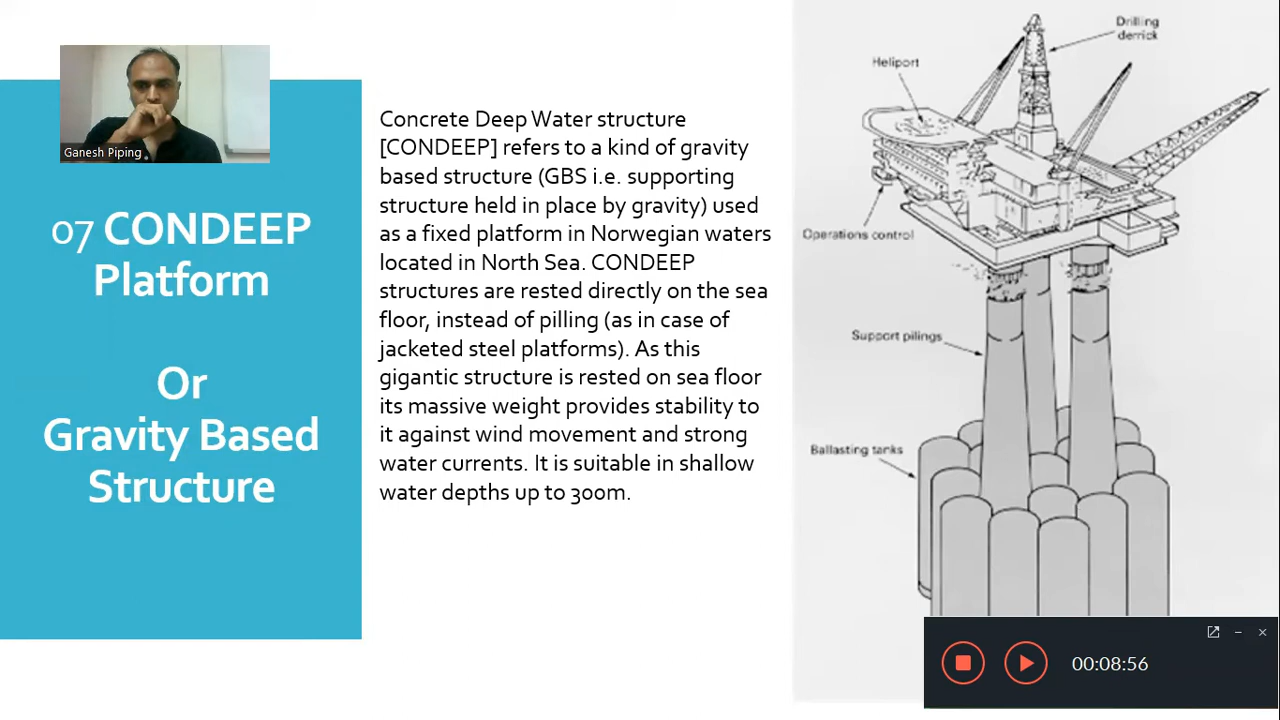 Ganesh Piping
07 CONDEEP
Platform
Or
Gravity Based
Structure
Concrete Deep Water structure
[CONDEEP] refers to a kind of gravity
based structure (GBS i.e. supporting
structure held in place by gravity) used
as a fixed platform in Norwegian waters
located in North Sea. CONDEEP
structures are rested directly on the sea
floor, instead of pilling (as in case of
jacketed steel platforms). As this
gigantic structure is rested on sea floor
its massive weight provides stability to
it against wind movement and strong
water currents. It is suitable in shallow
water depths up to 300m.
Drilling
derrick
Heliport
Operations control
Support pilings
Ballasting tanks
00:08:56